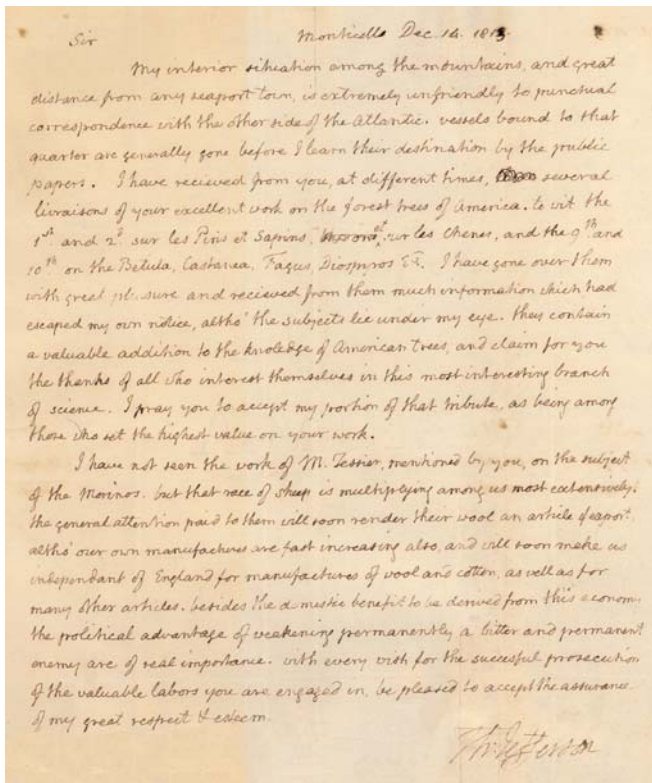 Sir Monticello Dec. 14. 1813.
My interior situation among the mountains, and great
distance from any seaport town, is extremely unfriendly to punctual
correspondence with the other side of the Atlantic. vessels bound to that
quarter are generally gone before I learn their destination by the public
papers. I have recieved from you, at different times, several
livraisons of your excellent work on the forest trees of America. to wit the
1st and 2d sur les Pins et Sapins, sur les Chenes, and the 9th and
10th on the Betula, Castanea, Fagus, Diospyros &c. I have gone over them
with great pleasure and recieved from them much information which had
escaped my own notice, altho' the subjects lie under my eye. they contain
a valuable addition to the knoledge of American trees, and claim for you
the thanks of all who interest themselves in this most interesting branch
of science. I pray you to accept my portion of that tribute, as being among
those who set the highest value on your work.
I have not seen the work of M. Tessier, mentioned by you, on the subject
of the Merinos. but that race of sheep is multiplying among us most extensively.
the general attention paid to them will soon render their wool an article of export.
altho' our own manufactures are fast increasing also, and will soon make us
independant of England for manufactures of wool and cotton, as well as for
many other articles. besides the domestic benefit to be derived from this economy
the political advantage of weakening permanently a bitter and permanent
enemy are of real importance. with every wish for the succesful prosecution
of the valuable labors you are engaged in, be pleased to accept the assurance
of my great respect & esteem.
Th: Jefferson